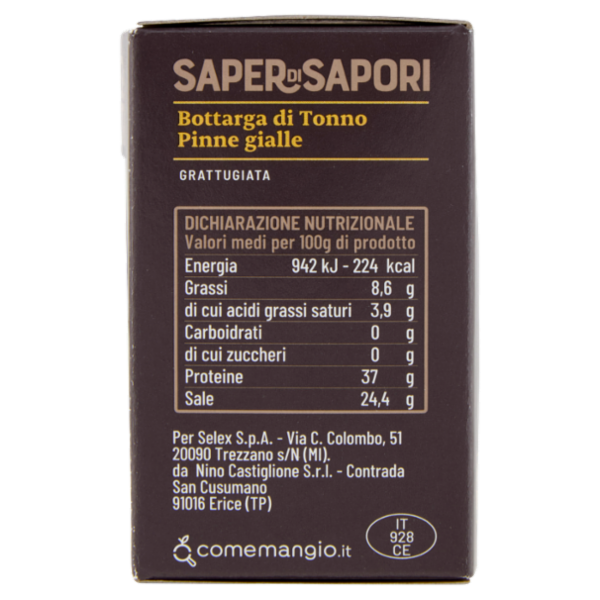 SAPER DI SAPORI
Bottarga di Tonno
Pinne gialle
GRATTUGIATA
DICHIARAZIONE NUTRIZIONALE
Valori medi per 100g di prodotto
Energia 942 kJ - 224 kcal
Grassi 8,6 g
di cui acidi grassi saturi 3,9 g
Carboidrati 0 g
di cui zuccheri 0 g
Proteine 37 g
Sale 24,4 g
Per Selex S.p.A. - Via C. Colombo, 51
20090 Trezzano s/N (MI).
da Nino Castiglione S.r.l. - Contrada
San Cusumano
91016 Erice (TP)
comemangio.it
IT
928
CE